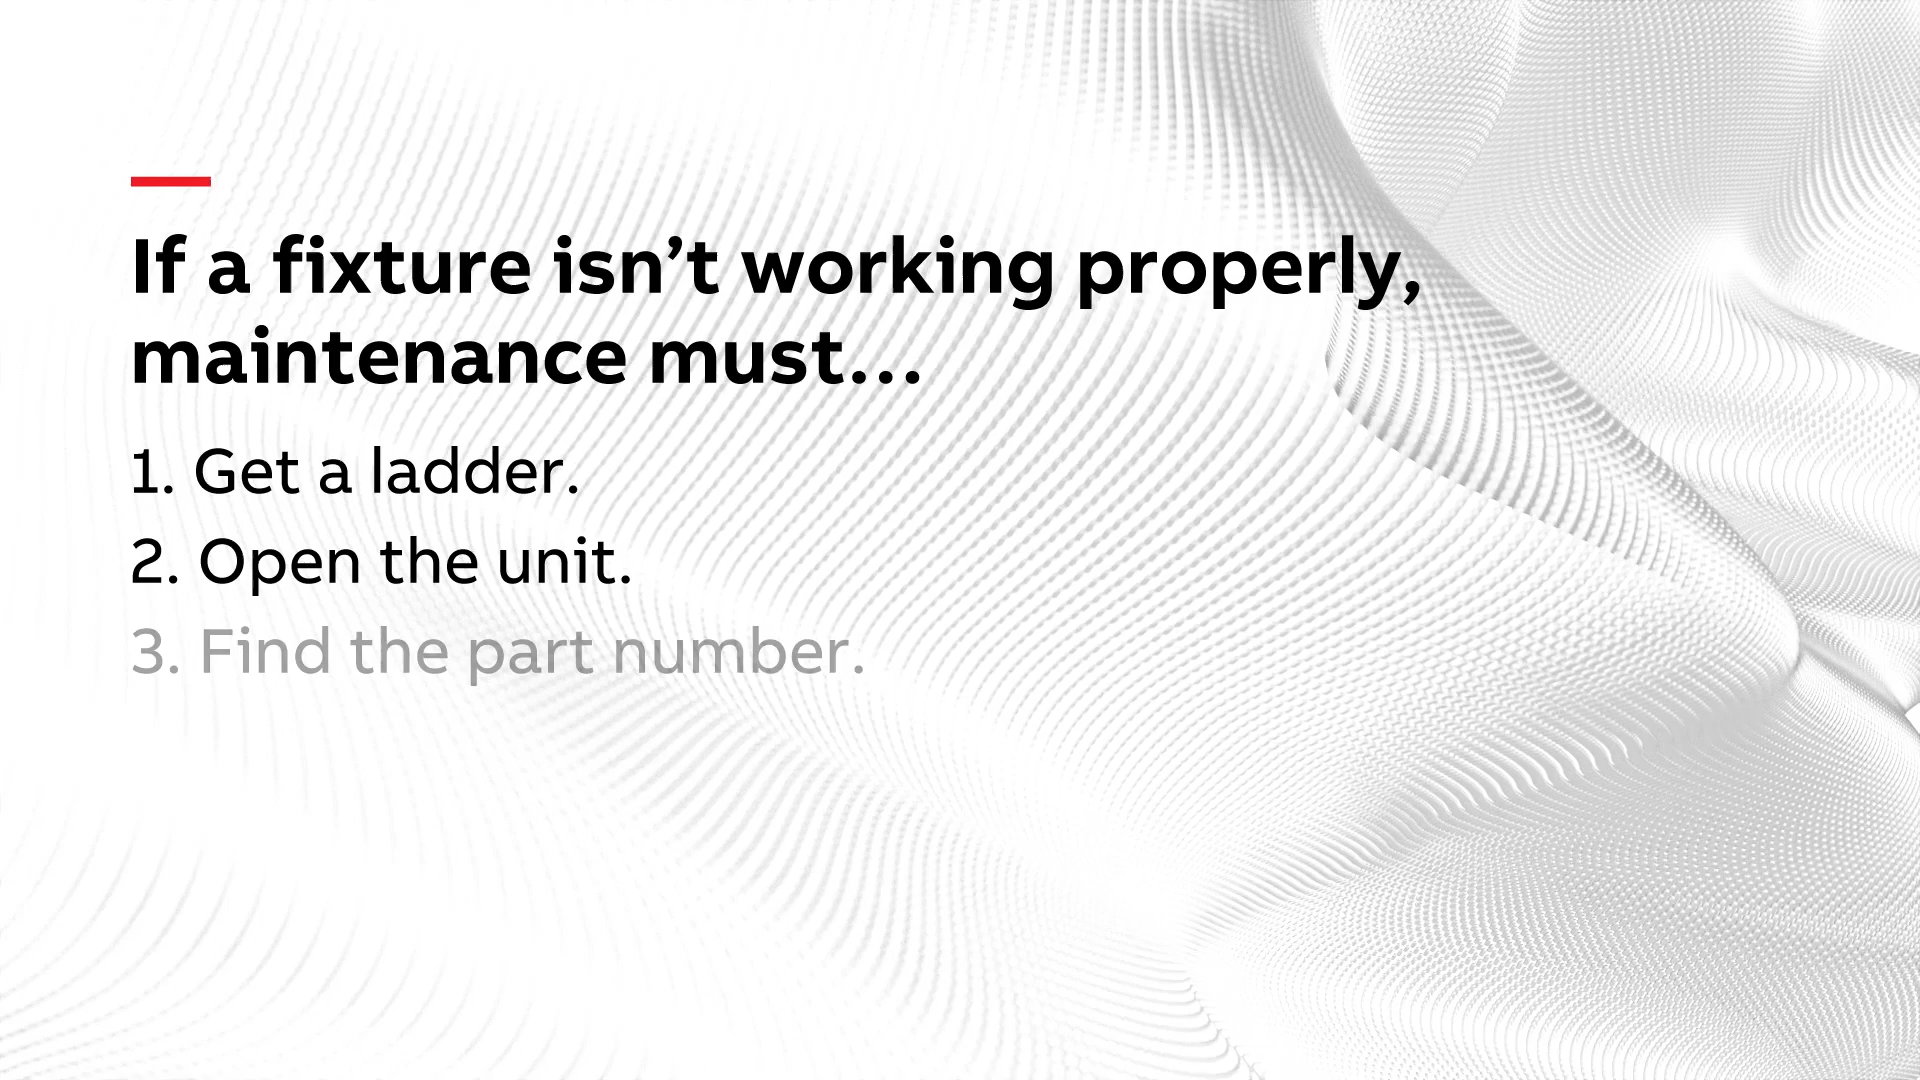 If a fixture isn’t working properly,
maintenance must…
1. Get a ladder.
2. Open the unit.
3. Find the part number.